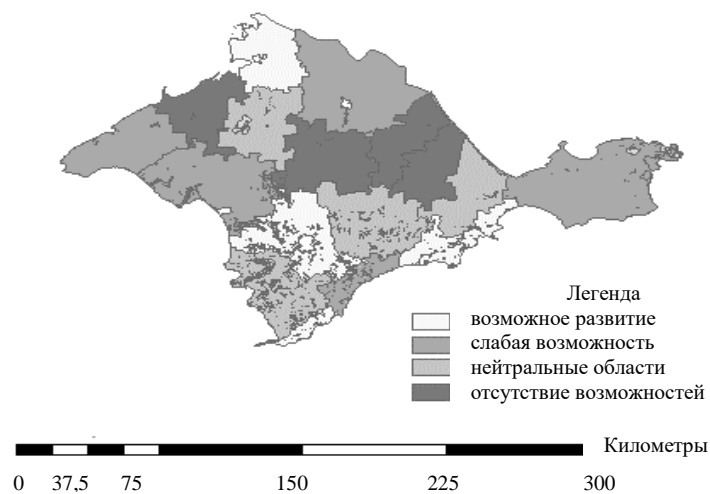 Легенда
возможное развитие
слабая возможность
нейтральные области
отсутствие возможностей
Километры
0 37,5 75 150 225 300